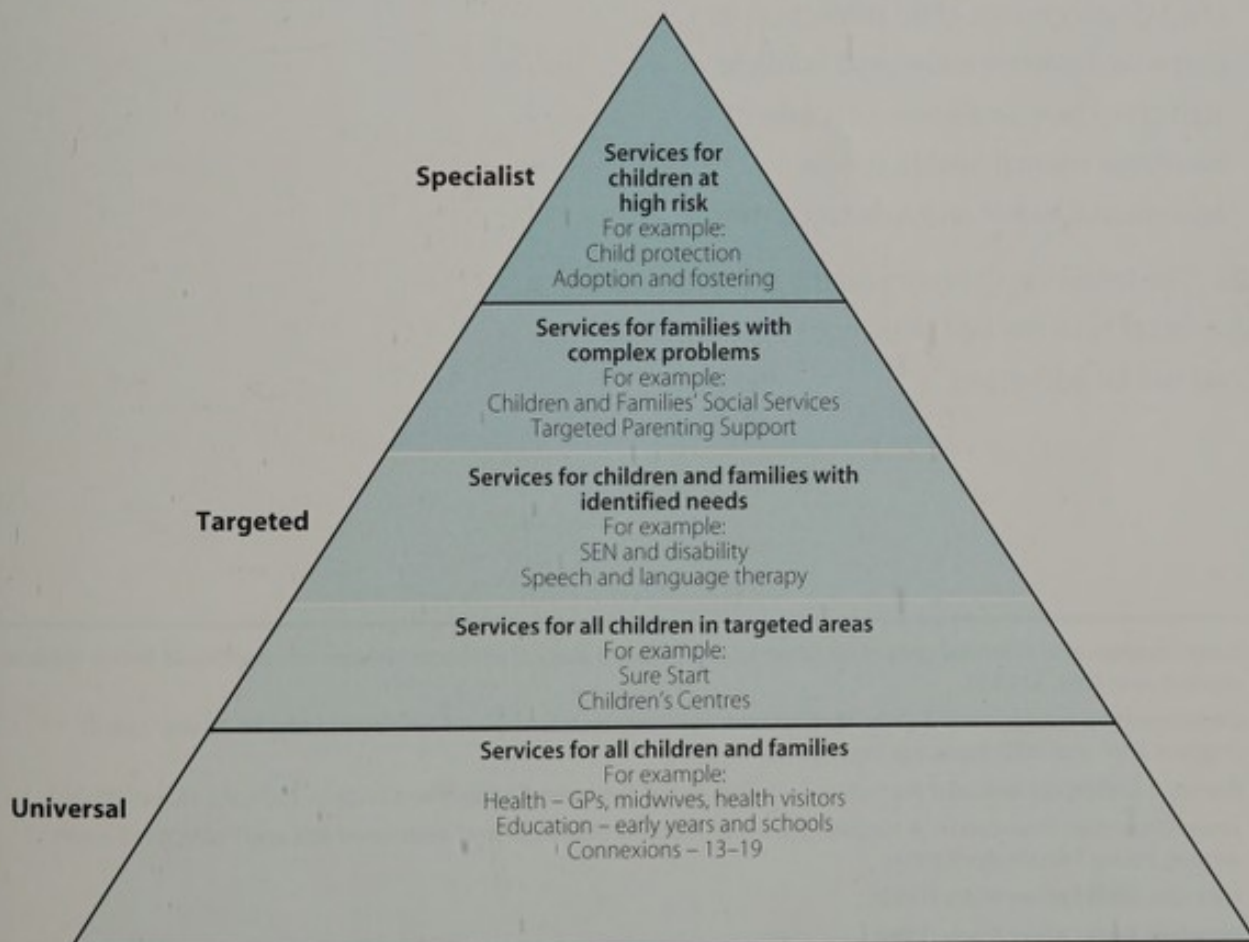 Specialist
Services for
children at
high risk
For example:
Child protection
Adoption and fostering
Services for families with
complex problems
For example:
Children and Families' Social Services
Targeted Parenting Support
Targeted
Services for children and families with
identified needs
For example:
SEN and disability
Speech and language therapy
Services for all children in targeted areas
For example:
Sure Start
Children's Centres
Universal
Services for all children and families
For example:
Health – GPs, midwives, health visitors
Education – early years and schools
Connexions – 13–19